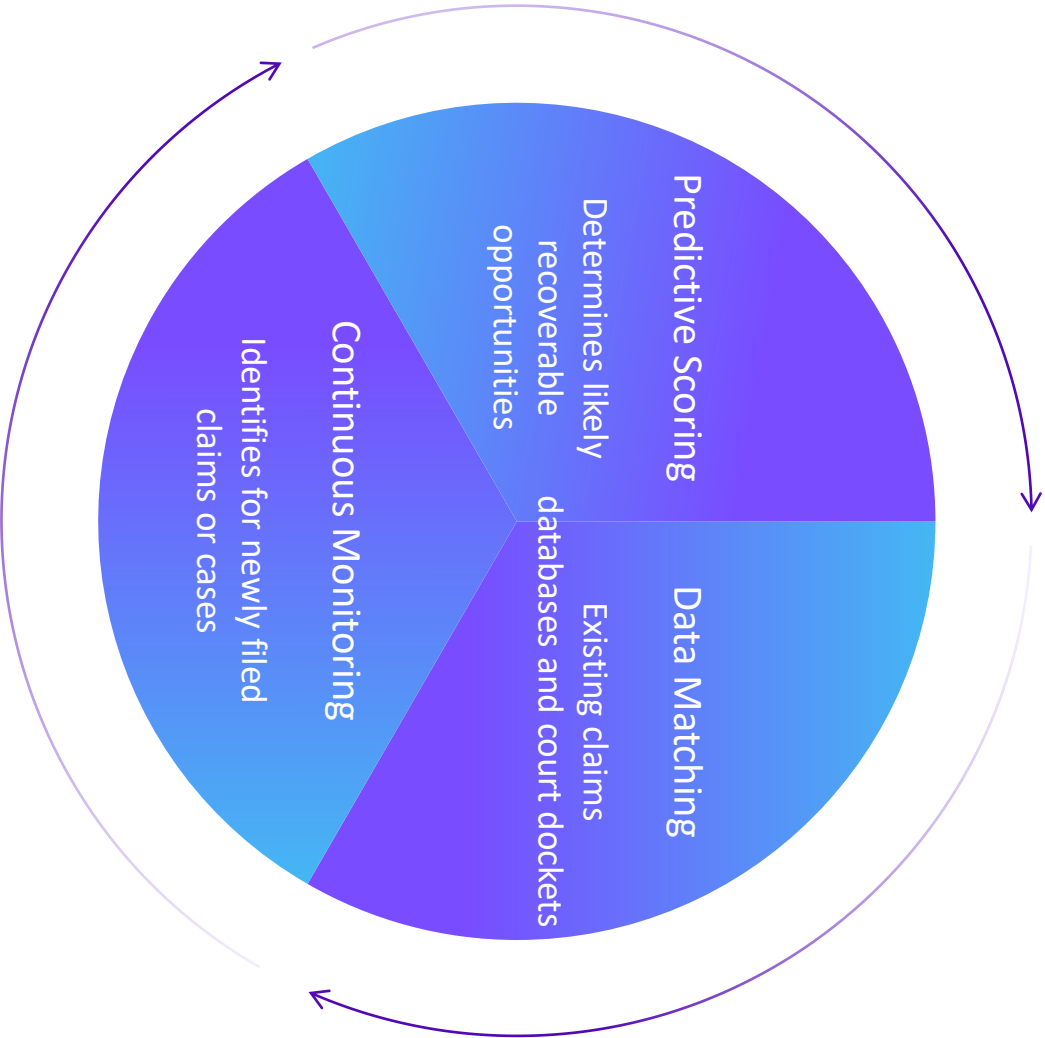 Predictive Scoring
Determines likely
recoverable
opportunities
Data Matching
Existing claims
databases and court dockets
Continuous Monitoring
Identifies for newly filed
claims or cases